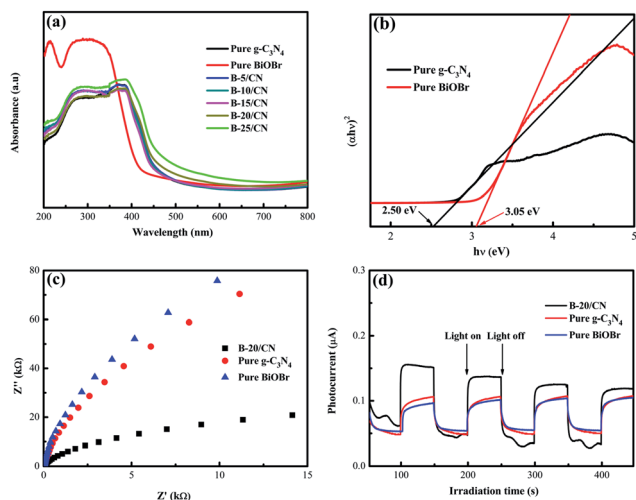 (a)
Pure g-C3N4
Pure BiOBr
B-5/CN
B-10/CN
B-15/CN
B-20/CN
B-25/CN
Absorbance (a.u)
200 300 400 500 600 700 800
Wavelength (nm)
(b)
Pure g-C3N4
Pure BiOBr
(αhν)²
2.50 eV
3.05 eV
2 3 4 5
hν (eV)
(c)
80
60
40
20
0
Z'' (kΩ)
B-20/CN
Pure g-C3N4
Pure BiOBr
0 5 10 15
Z' (kΩ)
(d)
B-20/CN
Pure g-C3N4
Pure BiOBr
Light on
Light off
0.3
0.2
0.1
0.0
Photocurrent (μA)
100 200 300 400
Irradiation time (s)